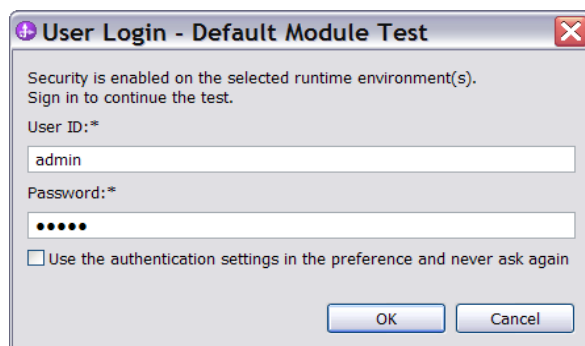 User Login - Default Module Test
Security is enabled on the selected runtime environment(s).
Sign in to continue the test.
User ID:*
admin
Password:*
●●●●●
Use the authentication settings in the preference and never ask again
OK Cancel